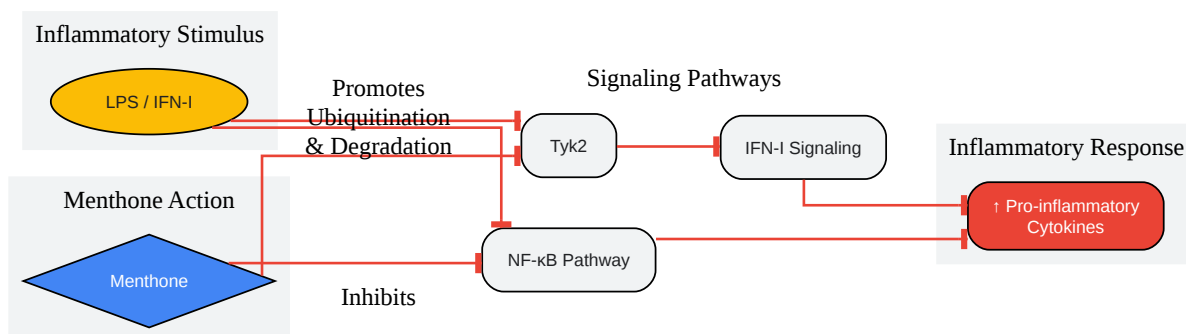 Inflammatory Stimulus
LPS / IFN-I
Promotes
Ubiquitination
& Degradation
Signaling Pathways
Tyk2
IFN-I Signaling
Inflammatory Response
↑ Pro-inflammatory
Cytokines
Menthone Action
Menthone
NF-κB Pathway
Inhibits